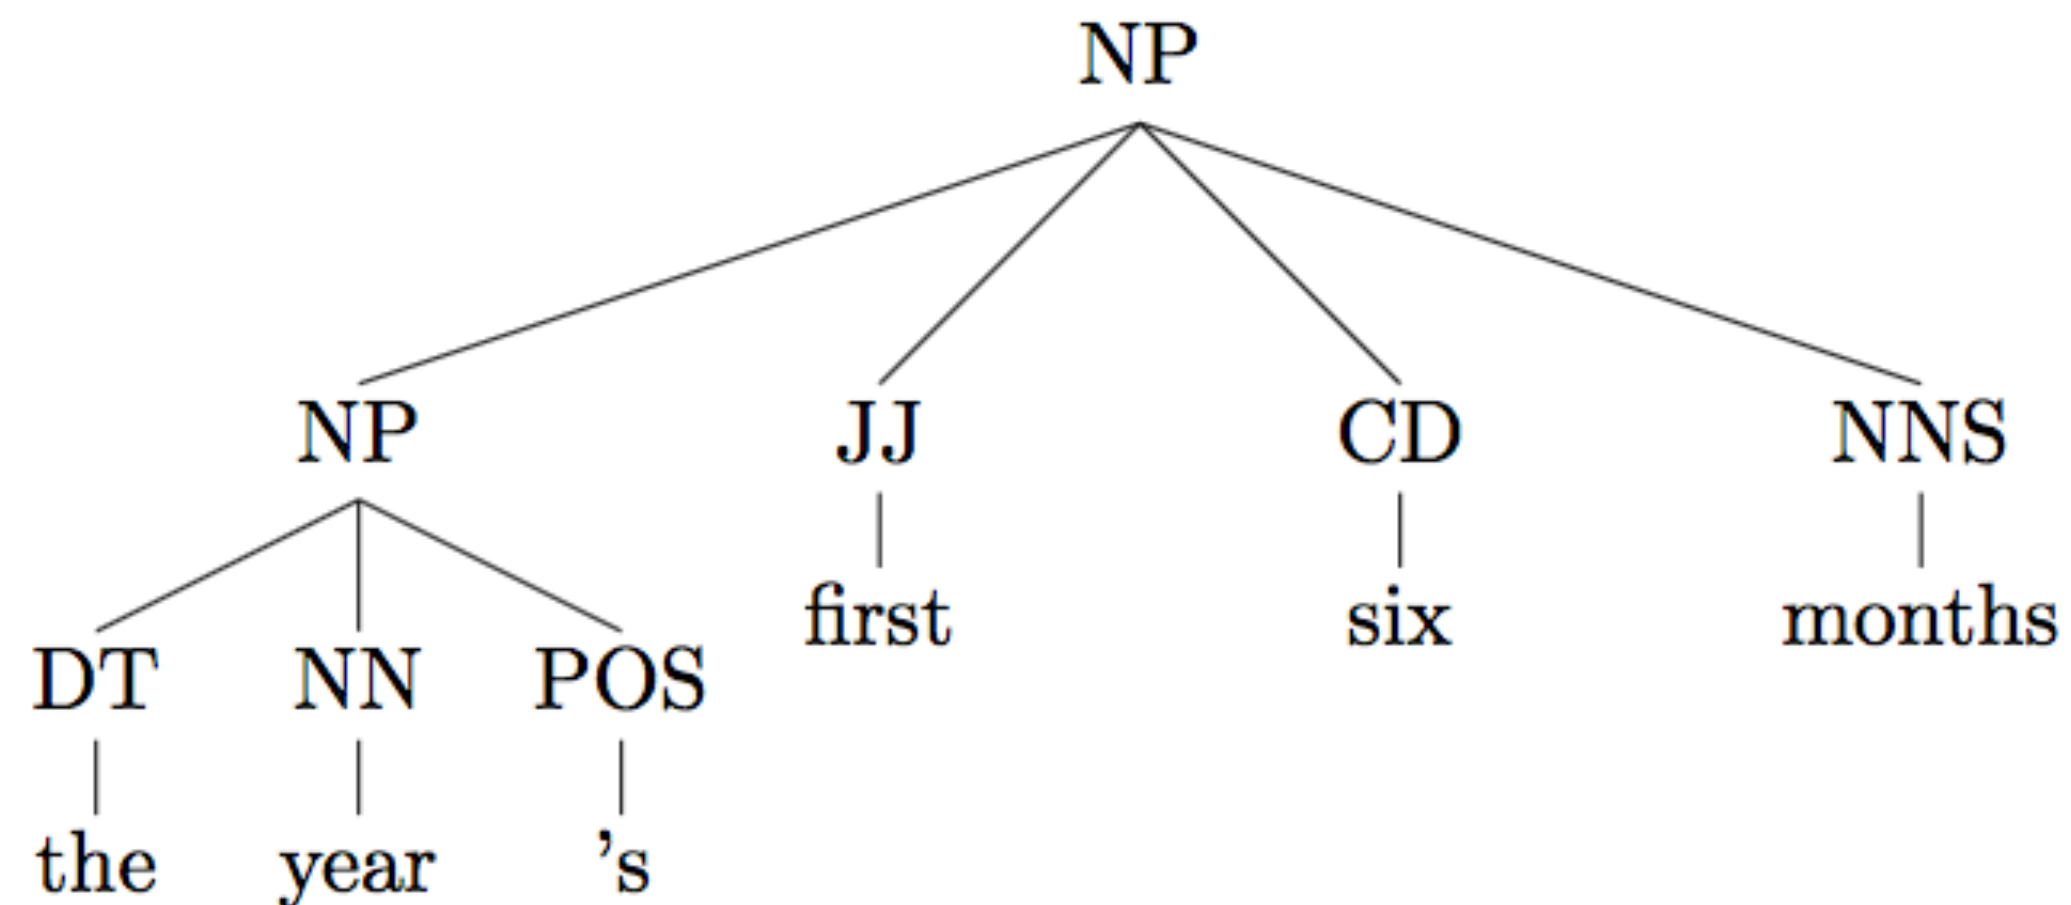 NP
NP JJ CD NNS
first six months
DT NN POS
the year ’s